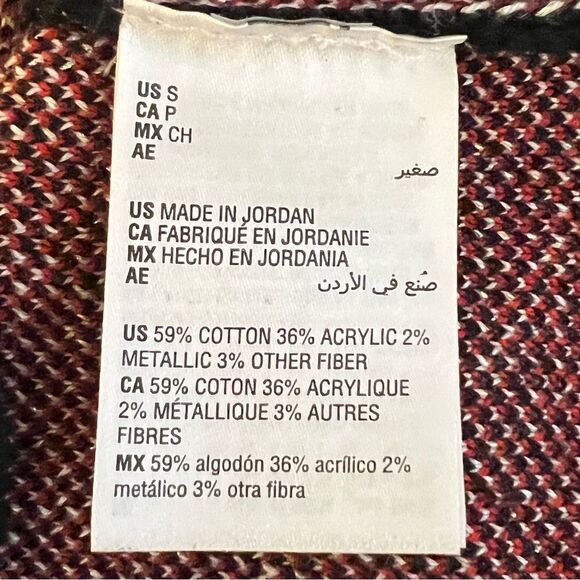 US S
CA P
MX CH
AE
صغير
US MADE IN JORDAN
CA FABRIQUÉ EN JORDANIE
MX HECHO EN JORDANIA
AE صُنع في الأردن
US 59% COTTON 36% ACRYLIC 2%
METALLIC 3% OTHER FIBER
CA 59% COTON 36% ACRYLIQUE
2% MÉTALLIQUE 3% AUTRES
FIBRES
MX 59% algodón 36% acrílico 2%
metálico 3% otra fibra